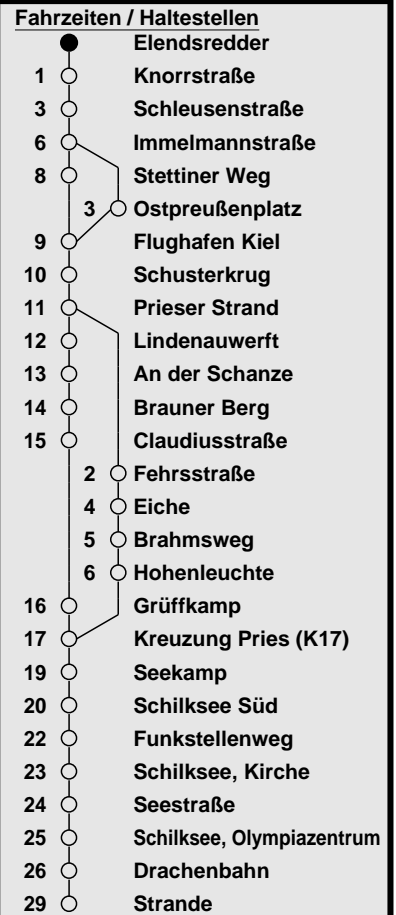 Fahrzeiten / Haltestellen
Elendsredder
1 Knorrstraße
3 Schleusenstraße
6 Immelmannstraße
8 Stettiner Weg
3 Ostpreußenplatz
9 Flughafen Kiel
10 Schusterkrug
11 Prieser Strand
12 Lindenauwerft
13 An der Schanze
14 Brauner Berg
15 Claudiusstraße
2 Fehrsstraße
4 Eiche
5 Brahmsweg
6 Hohenleuchte
16 Grüffkamp
17 Kreuzung Pries (K17)
19 Seekamp
20 Schilksee Süd
22 Funkstellenweg
23 Schilksee, Kirche
24 Seestraße
25 Schilksee, Olympiazentrum
26 Drachenbahn
29 Strande